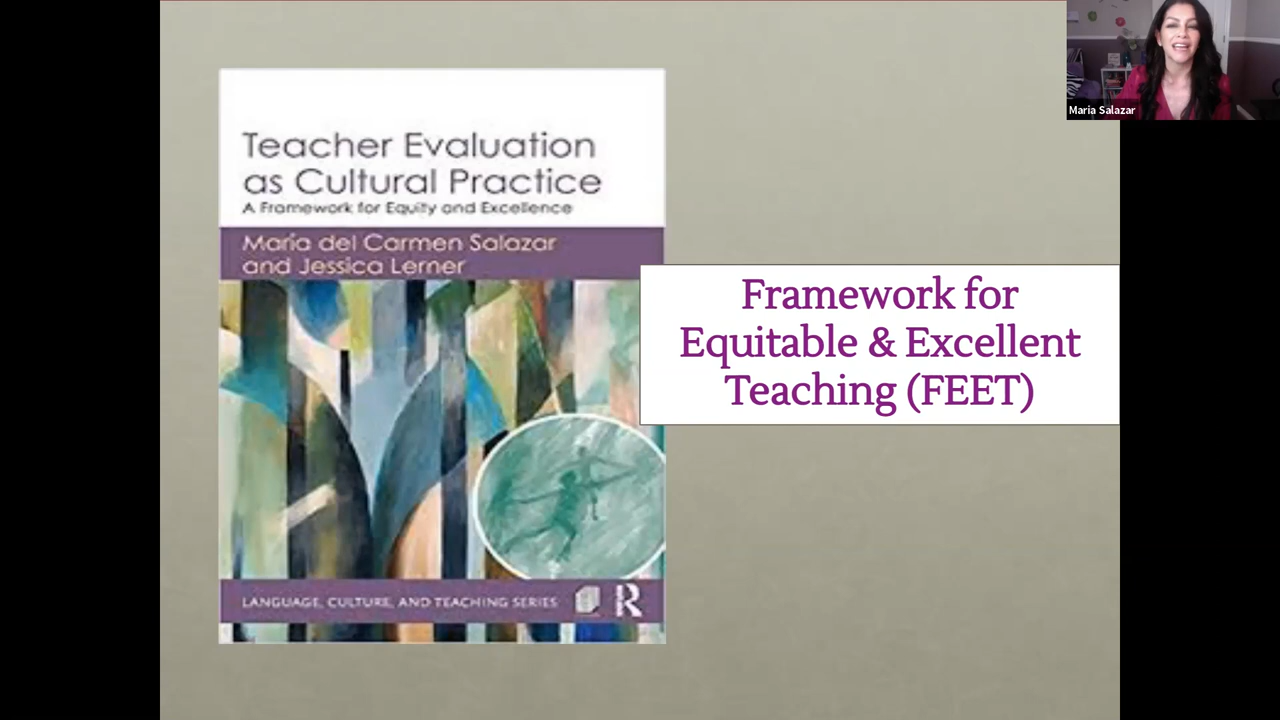 Maria Salazar
Teacher Evaluation
as Cultural Practice
A Framework for Equity and Excellence
María del Carmen Salazar
and Jessica Lerner
LANGUAGE, CULTURE, AND TEACHING SERIES
R
Framework for
Equitable & Excellent
Teaching (FEET)